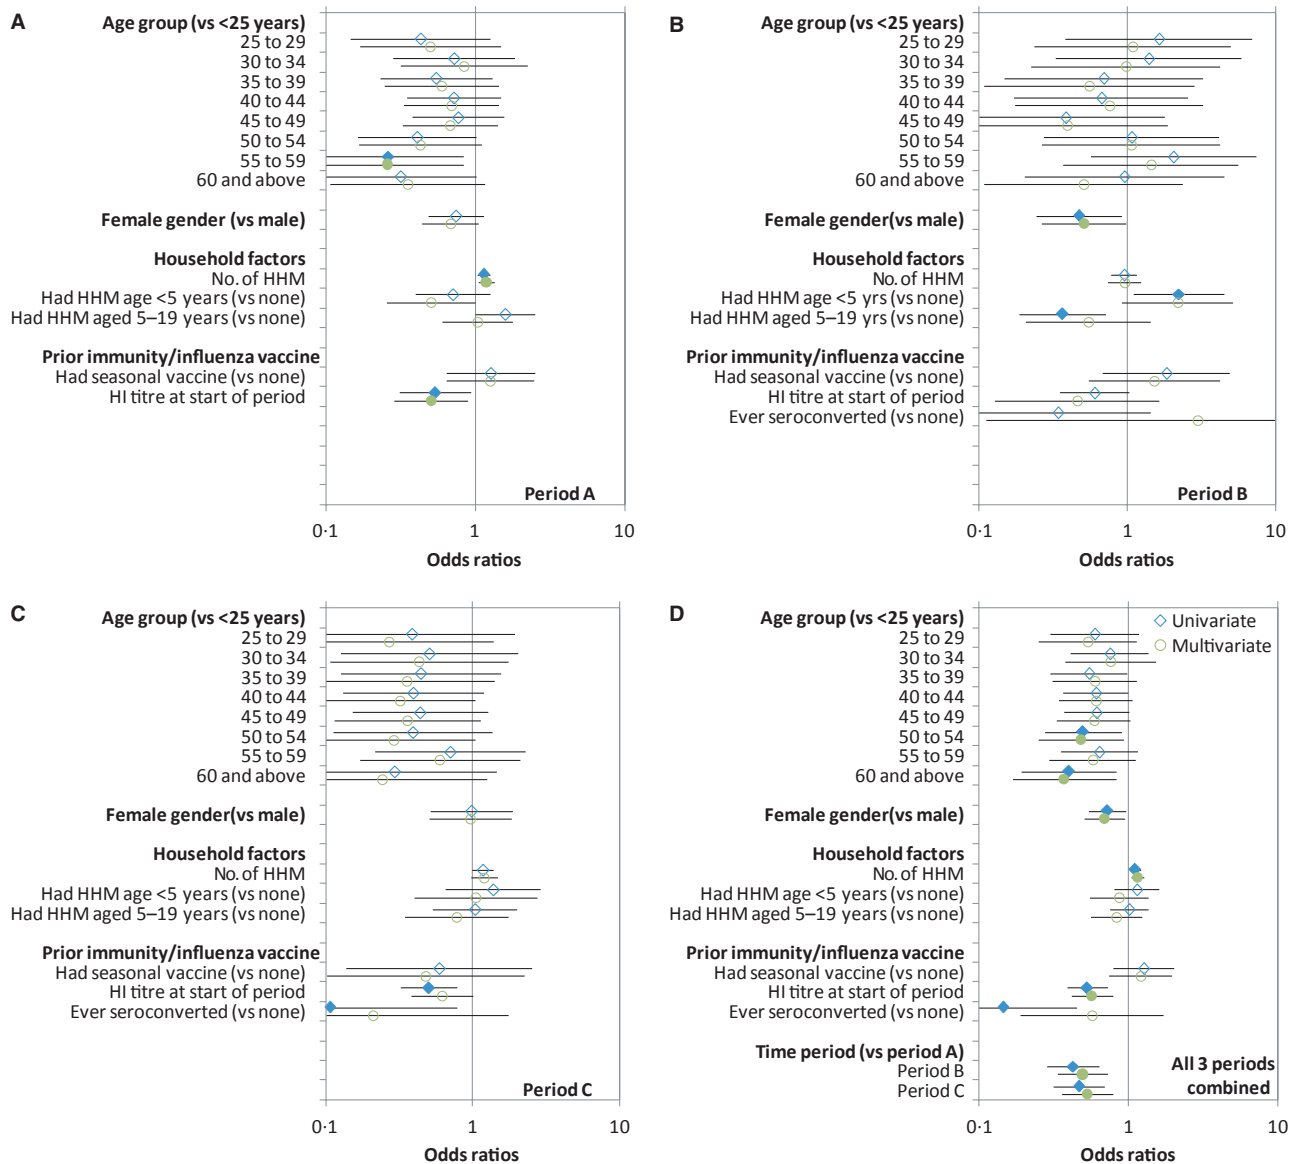 A
Age group (vs <25 years)
25 to 29
30 to 34
35 to 39
40 to 44
45 to 49
50 to 54
55 to 59
60 and above
Female gender (vs male)
Household factors
No. of HHM
Had HHM age <5 years (vs none)
Had HHM aged 5–19 years (vs none)
Prior immunity/influenza vaccine
Had seasonal vaccine (vs none)
HI titre at start of period
Period A
0·1 1 10
Odds ratios
B
Age group (vs <25 years)
25 to 29
30 to 34
35 to 39
40 to 44
45 to 49
50 to 54
55 to 59
60 and above
Female gender(vs male)
Household factors
No. of HHM
Had HHM age <5 yrs (vs none)
Had HHM aged 5–19 yrs (vs none)
Prior immunity/influenza vaccine
Had seasonal vaccine (vs none)
HI titre at start of period
Ever seroconverted (vs none)
Period B
0·1 1 10
Odds ratios
C
Age group (vs <25 years)
25 to 29
30 to 34
35 to 39
40 to 44
45 to 49
50 to 54
55 to 59
60 and above
Female gender(vs male)
Household factors
No. of HHM
Had HHM age <5 years (vs none)
Had HHM aged 5–19 years (vs none)
Prior immunity/influenza vaccine
Had seasonal vaccine (vs none)
HI titre at start of period
Ever seroconverted (vs none)
Period C
0·1 1 10
Odds ratios
D
Age group (vs <25 years)
25 to 29
30 to 34
35 to 39
40 to 44
45 to 49
50 to 54
55 to 59
60 and above
Female gender(vs male)
Household factors
No. of HHM
Had HHM age <5 years (vs none)
Had HHM aged 5–19 years (vs none)
Prior immunity/influenza vaccine
Had seasonal vaccine (vs none)
HI titre at start of period
Ever seroconverted (vs none)
Time period (vs period A)
Period B
Period C
Univariate
Multivariate
All 3 periods
combined
0·1 1 10
Odds ratios